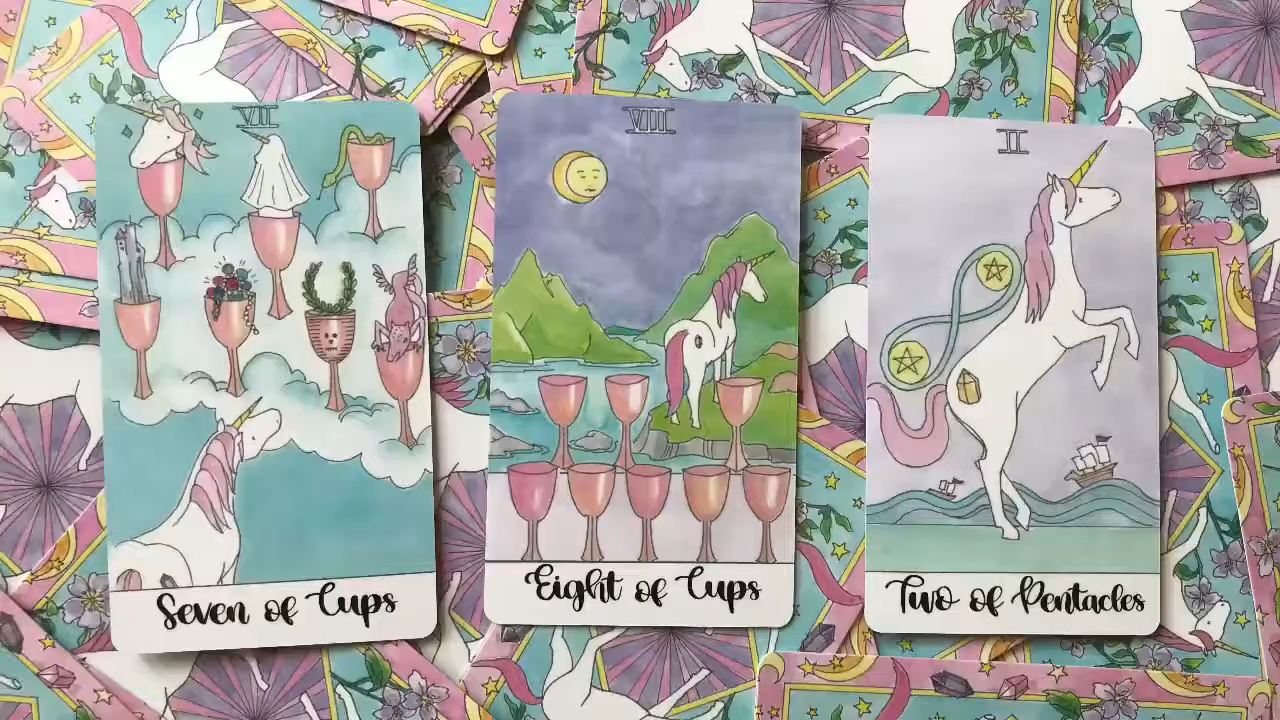 VII
VIII
II
Seven of Cups
Eight of Cups
Two of Pentacles